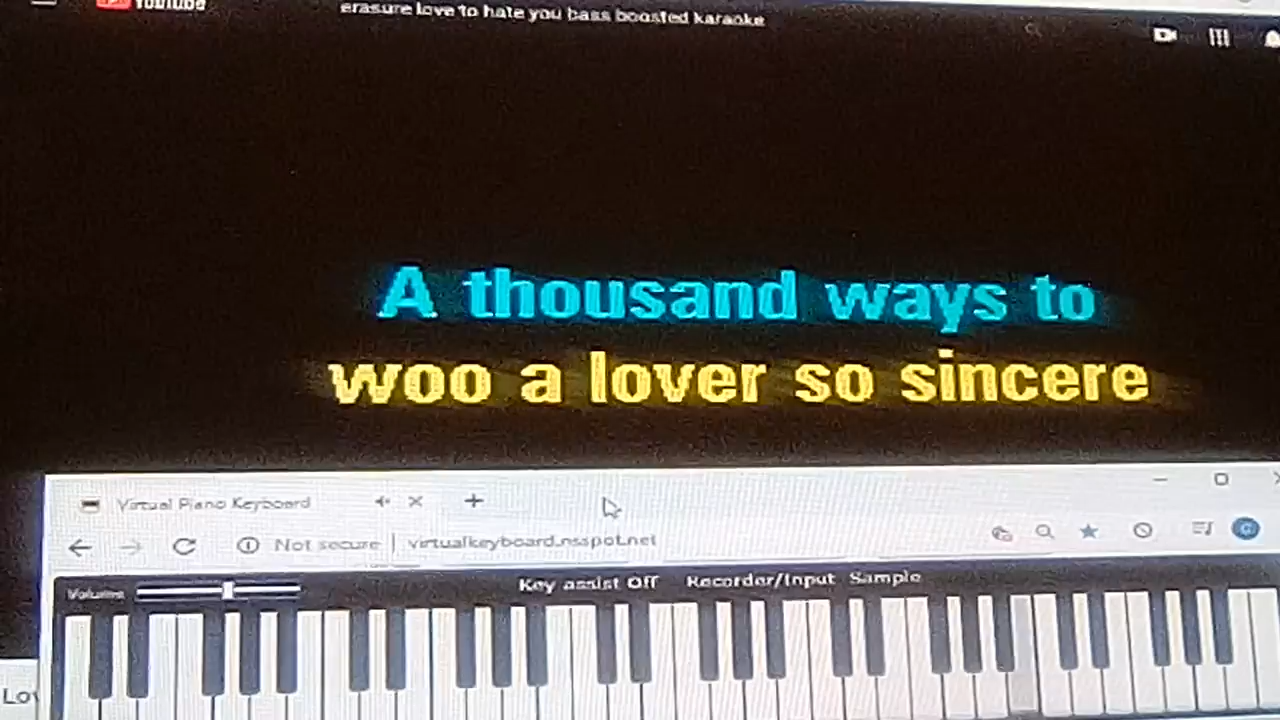 YouTube
erasure love to hate you bass boosted karaoke
A thousand ways to
woo a lover so sincere
Virtual Piano Keyboard
Not secure | virtualkeyboard.nsspot.net
Volume
Key assist Off Recorder/Input Sample